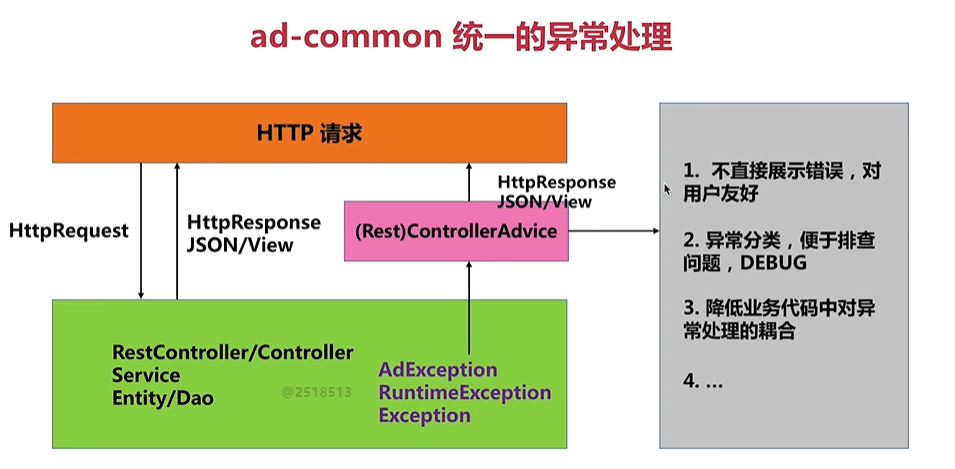 ad-common 统一的异常处理
HTTP 请求
HttpRequest
HttpResponse
JSON/View
HttpResponse
JSON/View
(Rest)ControllerAdvice
RestController/Controller
Service
Entity/Dao
@2518513
AdException
RuntimeException
Exception
1. 不直接展示错误，对
用户友好
2. 异常分类，便于排查
问题，DEBUG
3. 降低业务代码中对异
常处理的耦合
4. ...